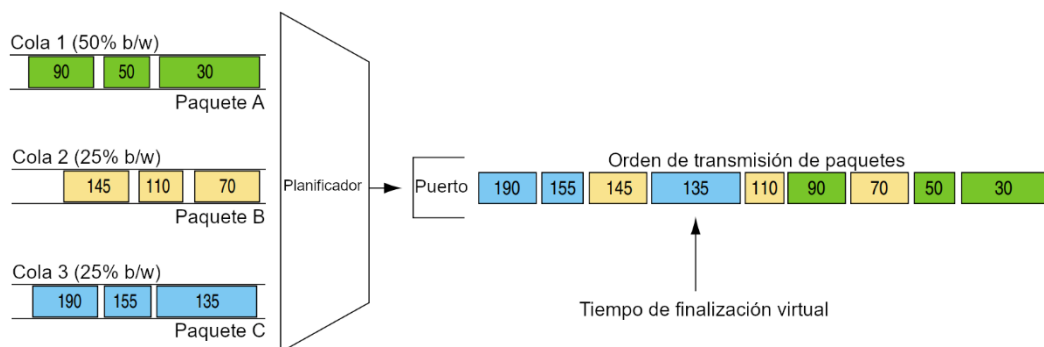 Cola 1 (50% b/w)
90 50 30
Paquete A
Cola 2 (25% b/w)
145 110 70
Paquete B
Cola 3 (25% b/w)
190 155 135
Paquete C
Planificador
Puerto
Orden de transmisión de paquetes
190 155 145 135 110 90 70 50 30
Tiempo de finalización virtual